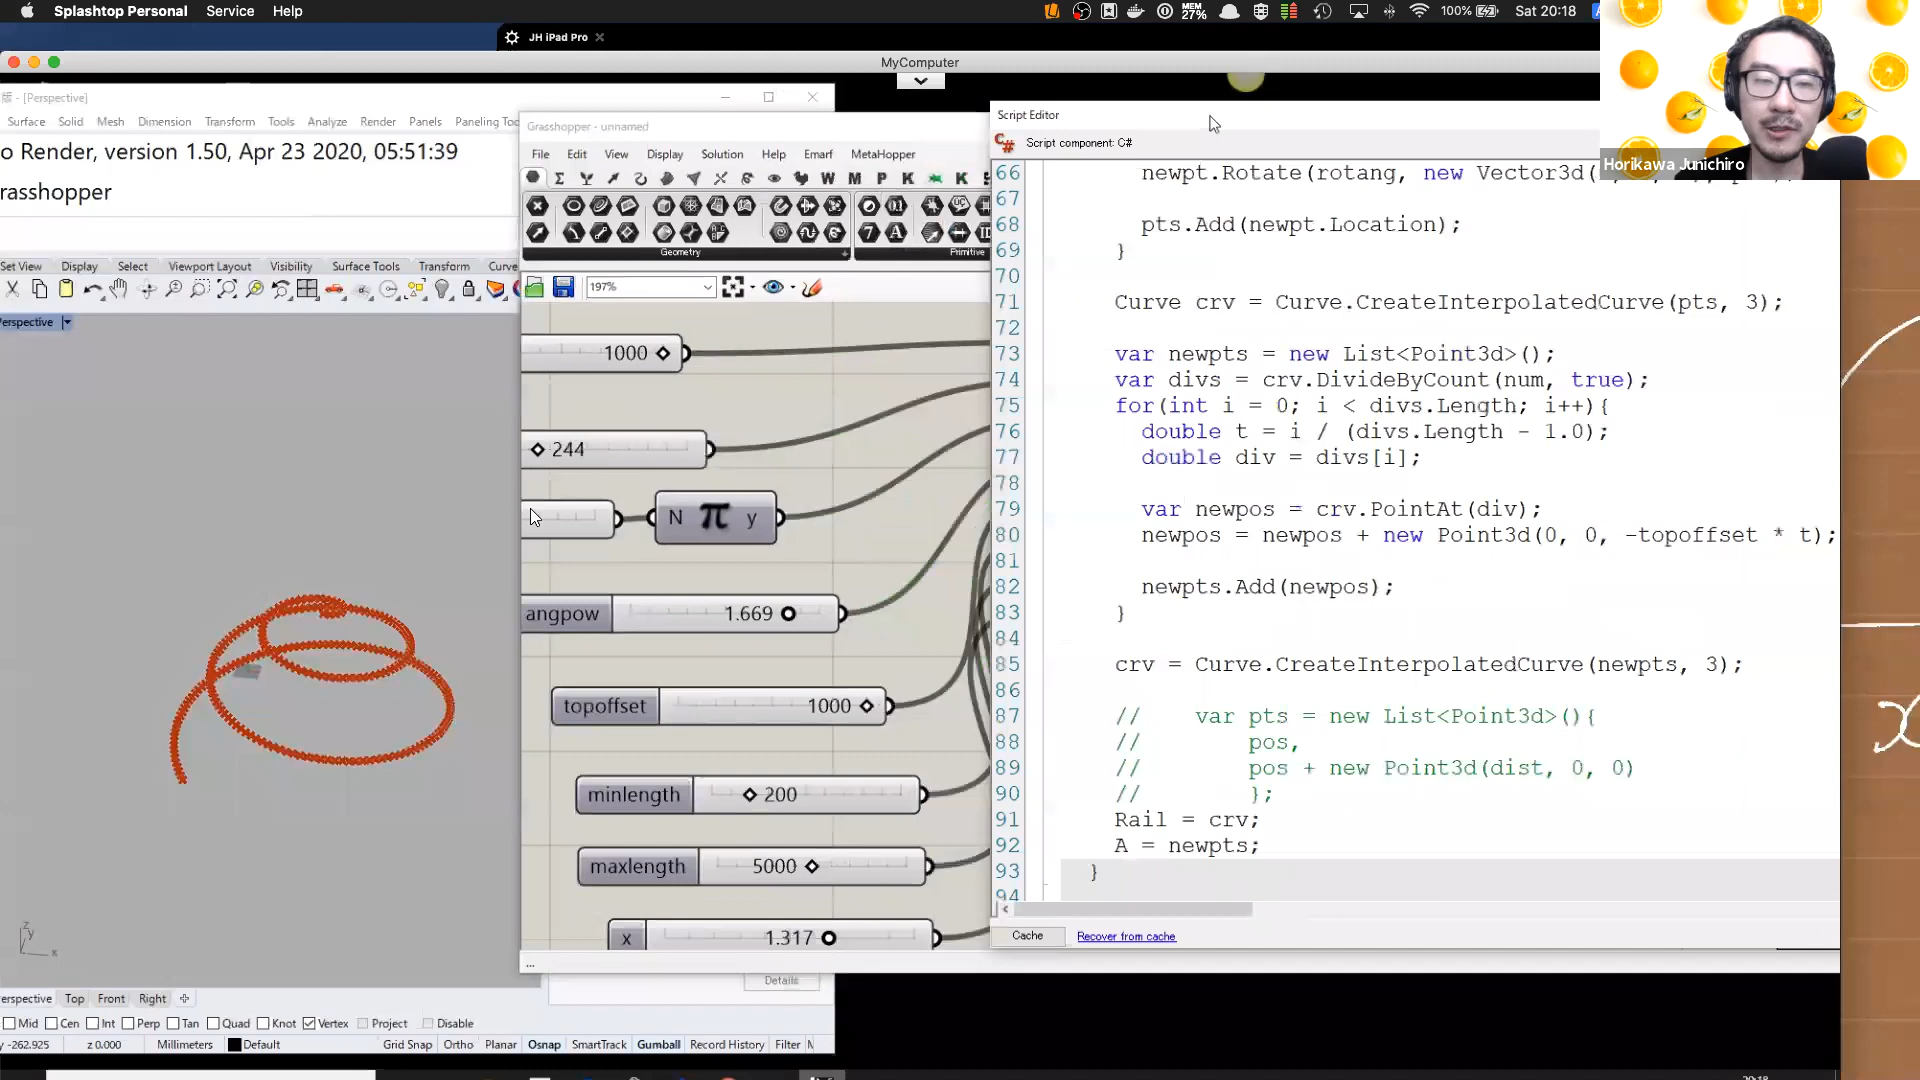 Splashtop Personal Service Help
MEM 27%
100%
Sat 20:18
JH iPad Pro
MyComputer
- [Perspective]
Surface Solid Mesh Dimension Transform Tools Analyze Render Panels Paneling
o Render, version 1.50, Apr 23 2020, 05:51:39
rasshopper
Set View Display Select Viewport Layout Visibility Surface Tools Transform Curve
erspective
Grasshopper - unnamed
File Edit View Display Solution Help Emarf MetaHopper
W M P K K
Geometry
Primitive
197%
1000
244
N π y
angpow 1.669
topoffset 1000
minlength 200
maxlength 5000
x 1.317
...
Details
Script Editor
Script component: C#
66 newpt.Rotate(rotang, new Vector3d(
67
68 pts.Add(newpt.Location);
69 }
70
71 Curve crv = Curve.CreateInterpolatedCurve(pts, 3);
72
73 var newpts = new List<Point3d>();
74 var divs = crv.DivideByCount(num, true);
75 for(int i = 0; i < divs.Length; i++){
76 double t = i / (divs.Length - 1.0);
77 double div = divs[i];
78
79 var newpos = crv.PointAt(div);
80 newpos = newpos + new Point3d(0, 0, -topoffset * t);
81
82 newpts.Add(newpos);
83 }
84
85 crv = Curve.CreateInterpolatedCurve(newpts, 3);
86
87 // var pts = new List<Point3d>(){
88 // pos,
89 // pos + new Point3d(dist, 0, 0)
90 // };
91 Rail = crv;
92 A = newpts;
93 }
94
Cache Recover from cache
Horikawa Junichiro
z y x
x
erspective Top Front Right
Mid Cen Int Perp Tan Quad Knot Vertex Project Disable
y -262.925 z 0.000 Millimeters Default Grid Snap Ortho Planar Osnap SmartTrack Gumball Record History Filter
20:18